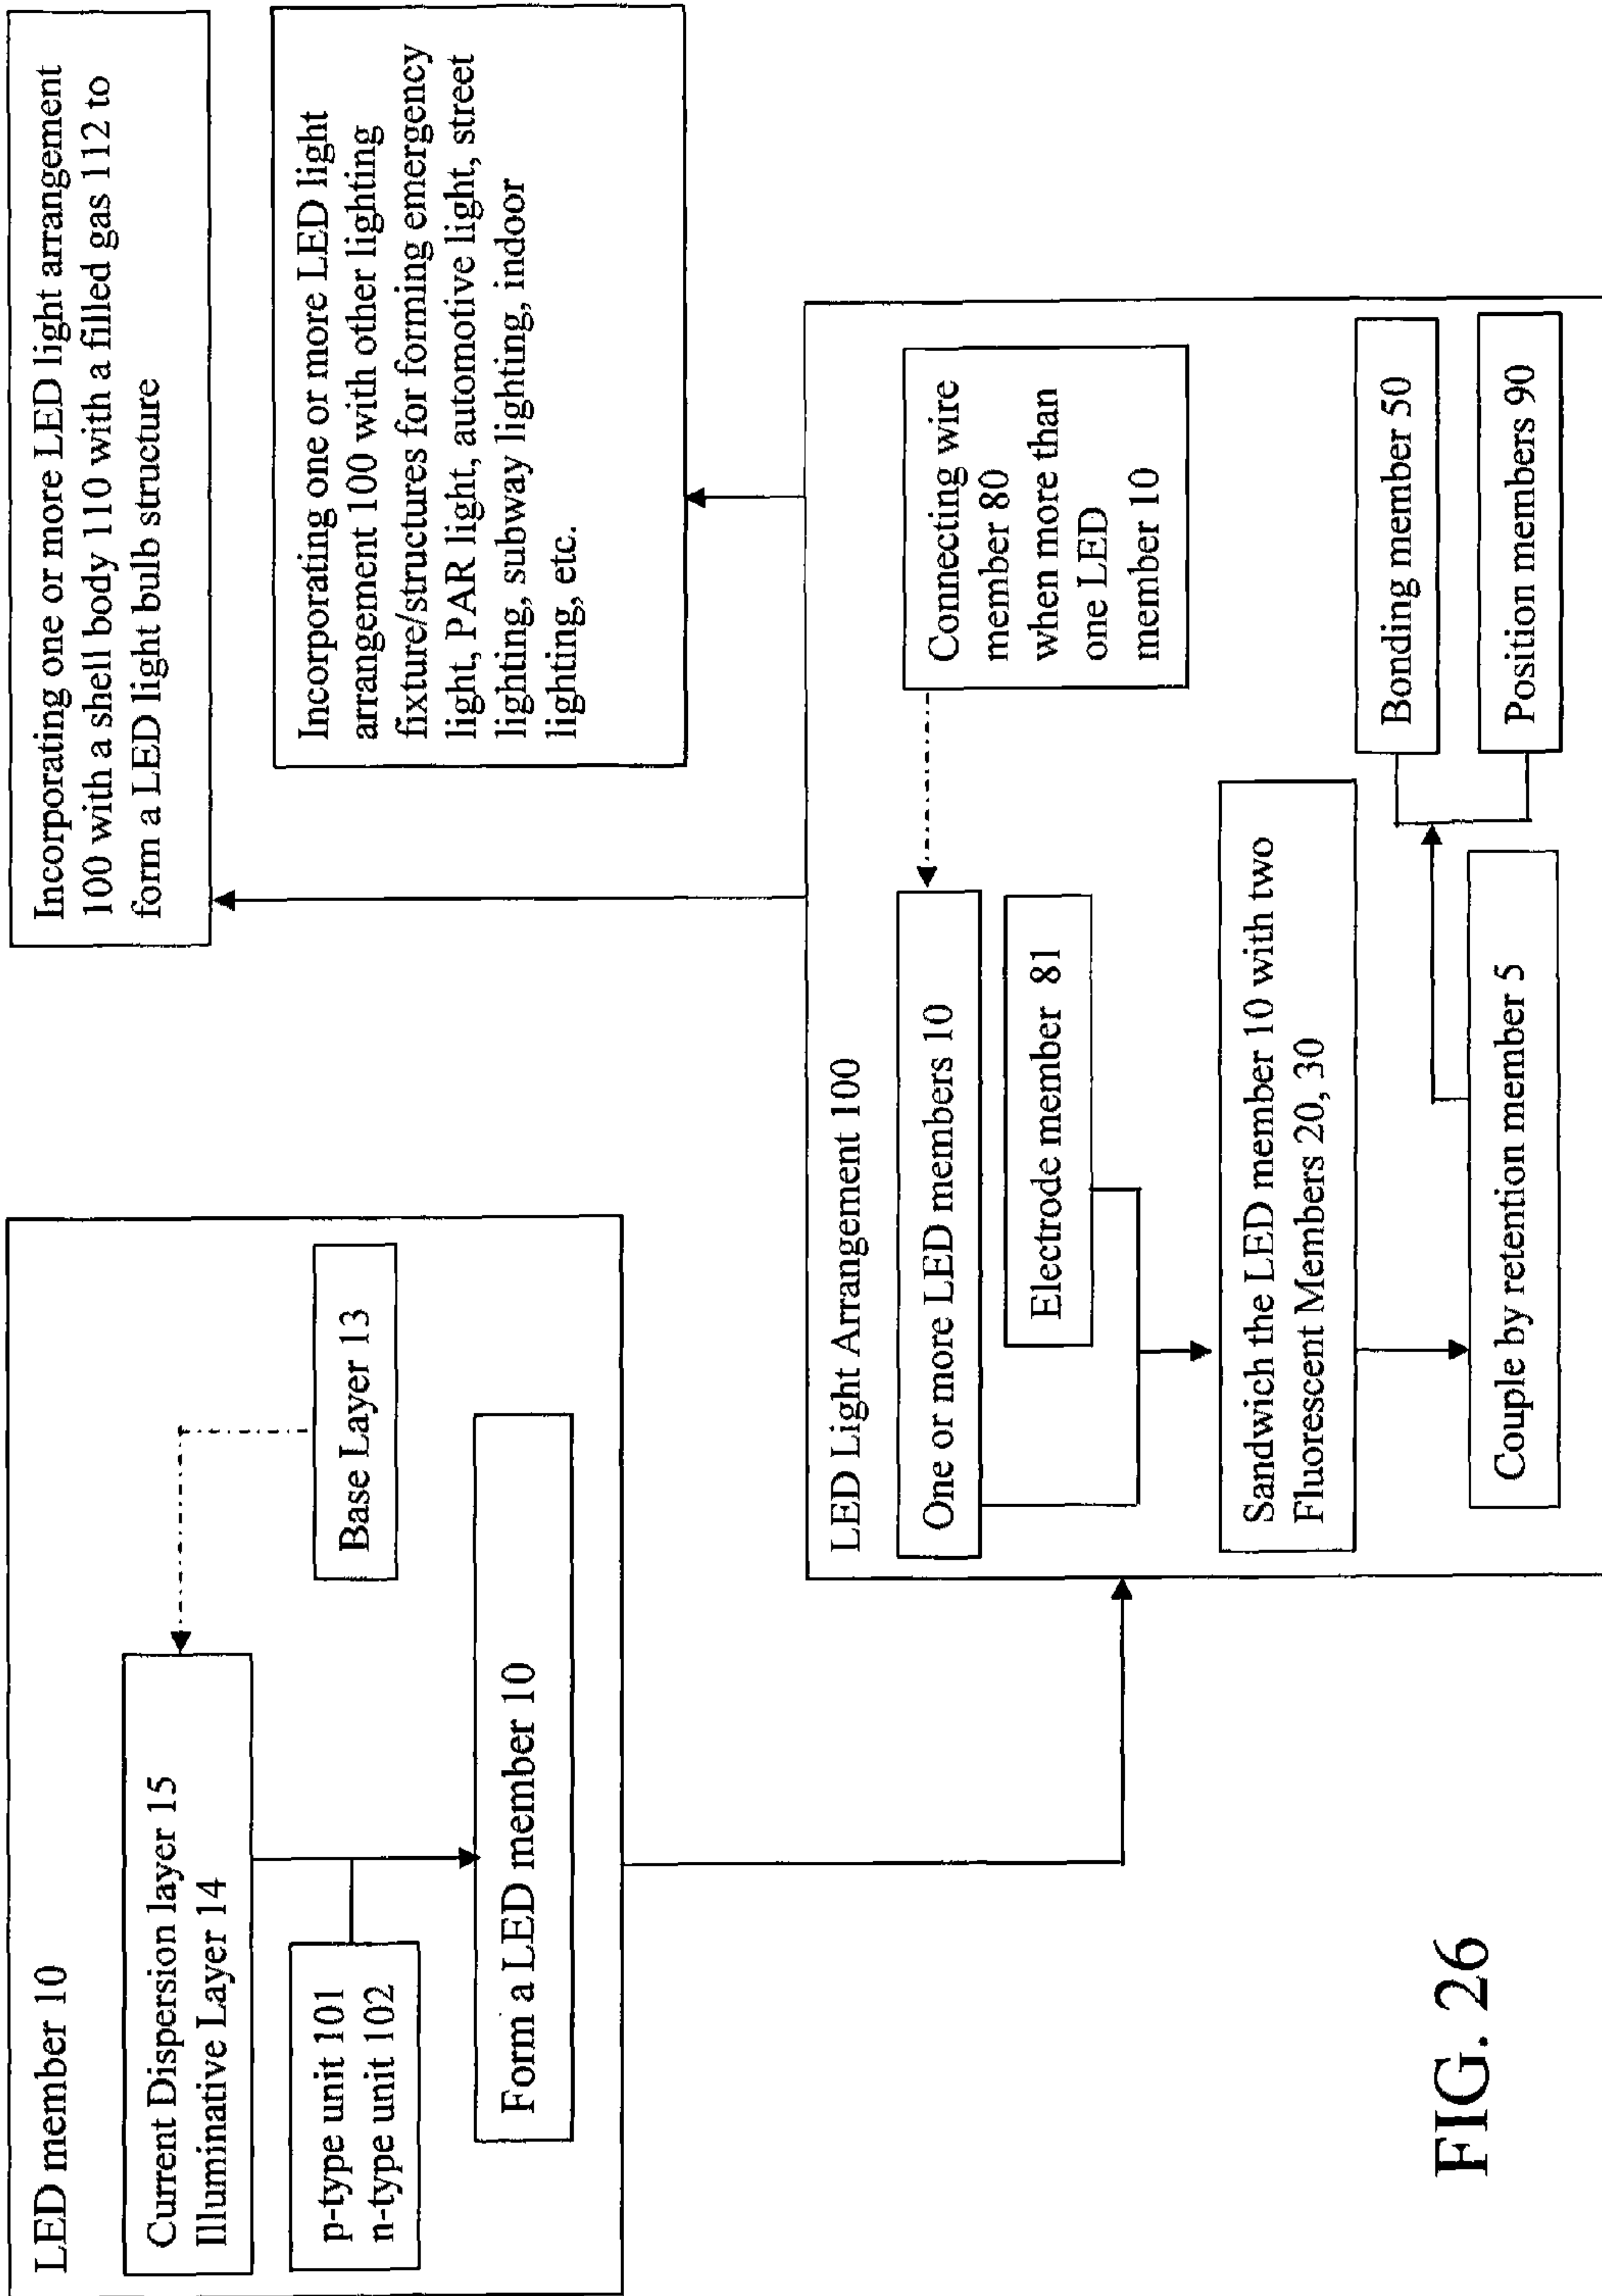 LED member 10
Current Dispersion layer 15
Illuminative Layer 14
Base Layer 13
p-type unit 101
n-type unit 102
Form a LED member 10
LED Light Arrangement 100
One or more LED members 10
Connecting wire
member 80
when more than
one LED
member 10
Electrode member 81
Sandwich the LED member 10 with two
Fluorescent Members 20, 30
Couple by retention member 5
Bonding member 50
Position members 90
Incorporating one or more LED light arrangement
100 with a shell body 110 with a filled gas 112 to
form a LED light bulb structure
Incorporating one or more LED light
arrangement 100 with other lighting
fixture/structures for forming emergency
light, PAR light, automotive light, street
lighting, subway lighting, indoor
lighting, etc.
FIG. 26